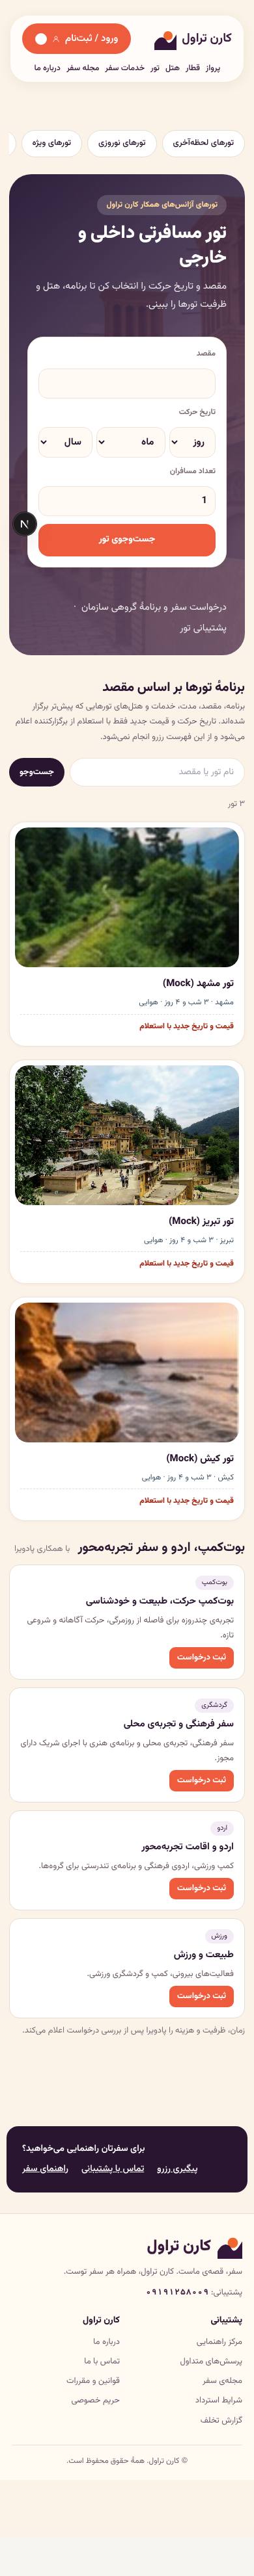 کارن تراول
ورود / ثبت‌نام
پرواز قطار هتل تور خدمات سفر مجله سفر درباره ما
تورهای لحظه‌آخری
تورهای نوروزی
تورهای ویژه
تورهای آژانس‌های همکار کارن تراول
تور مسافرتی داخلی و
خارجی
مقصد و تاریخ حرکت را انتخاب کن تا برنامه، هتل و
ظرفیت تورها را ببینی.
مقصد
تاریخ حرکت
روز
ماه
سال
تعداد مسافران
1
جست‌وجوی تور
N
درخواست سفر و برنامهٔ گروهی سازمان ·
پشتیبانی تور
برنامهٔ تورها بر اساس مقصد
برنامه، مقصد، مدت، خدمات و هتل‌های تورهایی که پیش‌تر برگزار
شده‌اند. تاریخ حرکت و قیمت جدید فقط با استعلام از برگزارکننده اعلام
می‌شود و از این فهرست رزرو انجام نمی‌شود.
نام تور یا مقصد
جست‌وجو
۳ تور
تور مشهد (Mock)
مشهد · ۳ شب و ۴ روز · هوایی
قیمت و تاریخ جدید با استعلام
تور تبریز (Mock)
تبریز · ۳ شب و ۴ روز · هوایی
قیمت و تاریخ جدید با استعلام
تور کیش (Mock)
کیش · ۳ شب و ۴ روز · هوایی
قیمت و تاریخ جدید با استعلام
بوت‌کمپ، اردو و سفر تجربه‌محور
با همکاری پادویرا
بوت‌کمپ
بوت‌کمپ حرکت، طبیعت و خودشناسی
تجربه‌ی چندروزه برای فاصله از روزمرگی، حرکت آگاهانه و شروعی
تازه.
ثبت درخواست
گردشگری
سفر فرهنگی و تجربه‌ی محلی
سفر فرهنگی، تجربه‌ی محلی و برنامه‌ی هنری با اجرای شریک دارای
مجوز.
ثبت درخواست
اردو
اردو و اقامت تجربه‌محور
کمپ ورزشی، اردوی فرهنگی و برنامه‌ی تندرستی برای گروه‌ها.
ثبت درخواست
ورزش
طبیعت و ورزش
فعالیت‌های بیرونی، کمپ و گردشگری ورزشی.
ثبت درخواست
زمان، ظرفیت و هزینه را پادویرا پس از بررسی درخواست اعلام می‌کند.
برای سفرتان راهنمایی می‌خواهید؟
پیگیری رزرو
تماس با پشتیبانی
راهنمای سفر
کارن تراول
سفر، قصه‌ی ماست. کارن تراول، همراه هر سفر توست.
پشتیبانی: ۰۹۱۹۱۲۵۸۰۰۹
پشتیبانی
مرکز راهنمایی
پرسش‌های متداول
مجله‌ی سفر
شرایط استرداد
گزارش تخلف
کارن تراول
درباره ما
تماس با ما
قوانین و مقررات
حریم خصوصی
© کارن تراول. همهٔ حقوق محفوظ است.